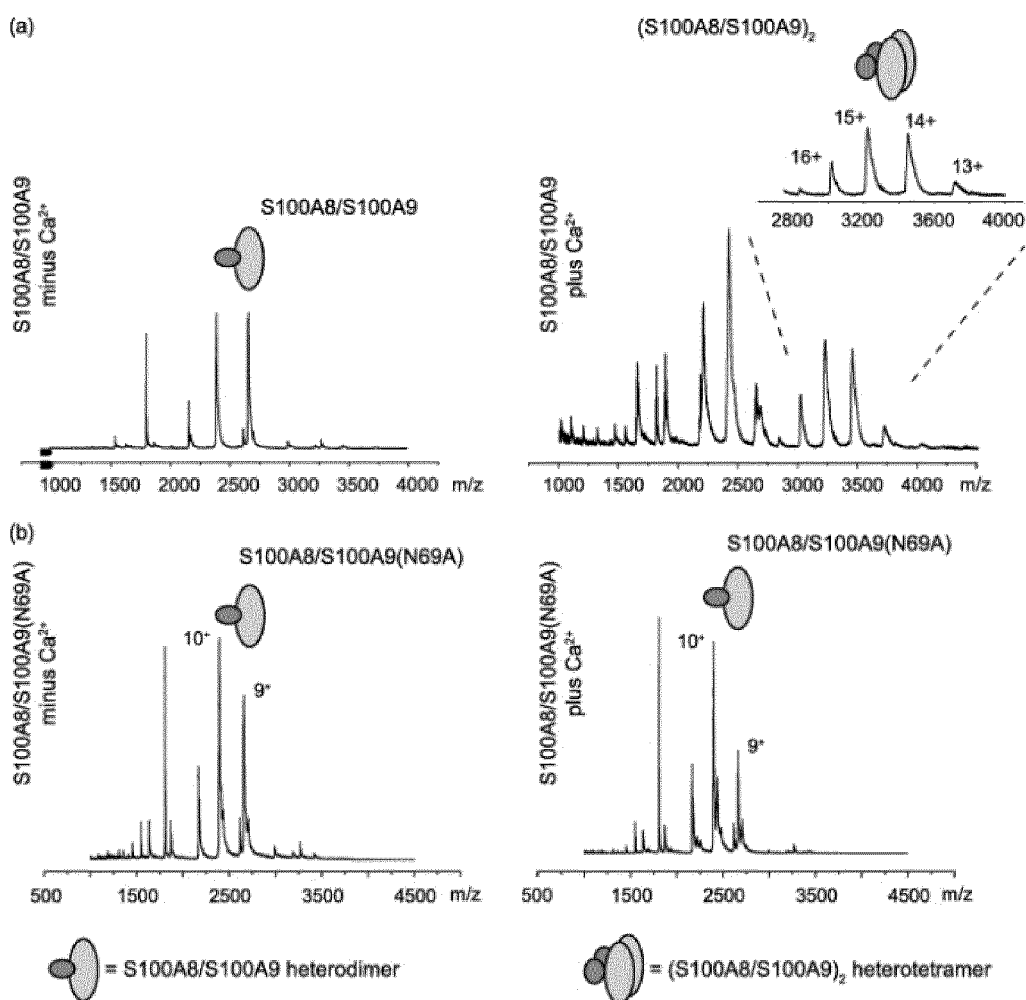 (a)
S100A8/S100A9
minus Ca²⁺
S100A8/S100A9
1000 1500 2000 2500 3000 3500 4000 m/z
(S100A8/S100A9)₂
16+ 15+ 14+ 13+
2800 3200 3600 4000
S100A8/S100A9
plus Ca²⁺
1000 1500 2000 2500 3000 3500 4000 m/z
(b)
S100A8/S100A9(N69A)
minus Ca²⁺
S100A8/S100A9(N69A)
10⁺
9⁺
500 1500 2500 3500 4500 m/z
S100A8/S100A9(N69A)
plus Ca²⁺
S100A8/S100A9(N69A)
10⁺
9⁺
500 1500 2500 3500 4500 m/z
= S100A8/S100A9 heterodimer
= (S100A8/S100A9)₂ heterotetramer